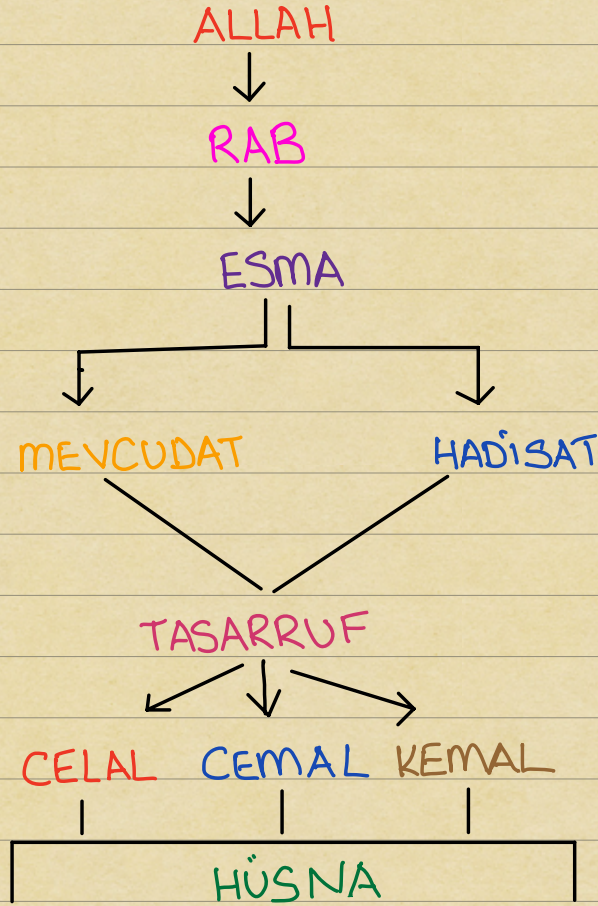 ALLAH
RAB
ESMA
MEVCUDAT HADİSAT
TASARRUF
CELAL CEMAL KEMAL
HÜSNA